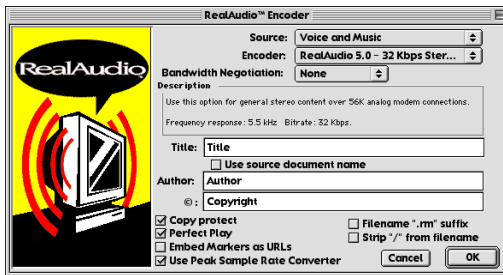 RealAudio™ Encoder
RealAudio
Source: Voice and Music
Encoder: RealAudio 5.0 - 32 Kbps Ster...
Bandwidth Negotiation: None
Description
Use this option for general stereo content over 56K analog modem connections.
Frequency response: 5.5 kHz Bitrate: 32 Kbps.
Title: Title
Use source document name
Author: Author
©: Copyright
Copy protect
Perfect Play
Embed Markers as URLs
Use Peak Sample Rate Converter
Filename ".rm" suffix
Strip "/" from filename
Cancel
OK